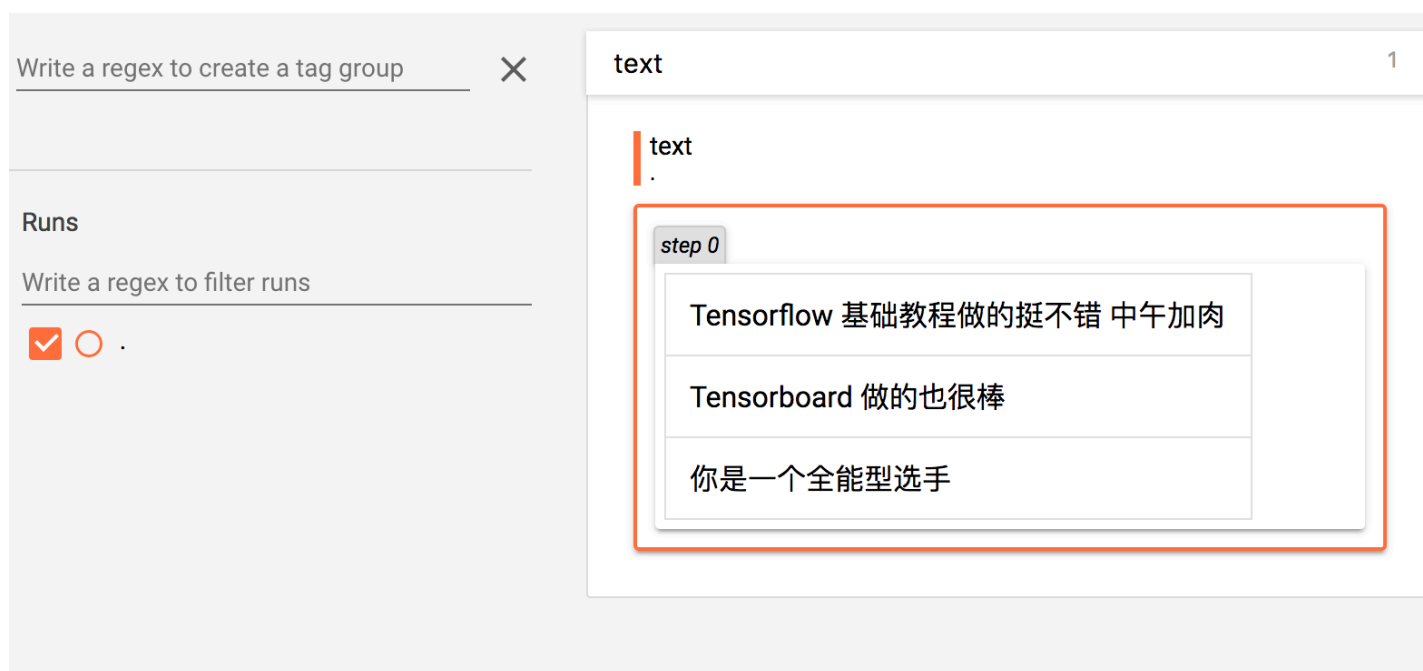 Write a regex to create a tag group
text
1
text
.
Runs
Write a regex to filter runs
.
step 0
Tensorflow 基础教程做的挺不错 中午加肉
Tensorboard 做的也很棒
你是一个全能型选手